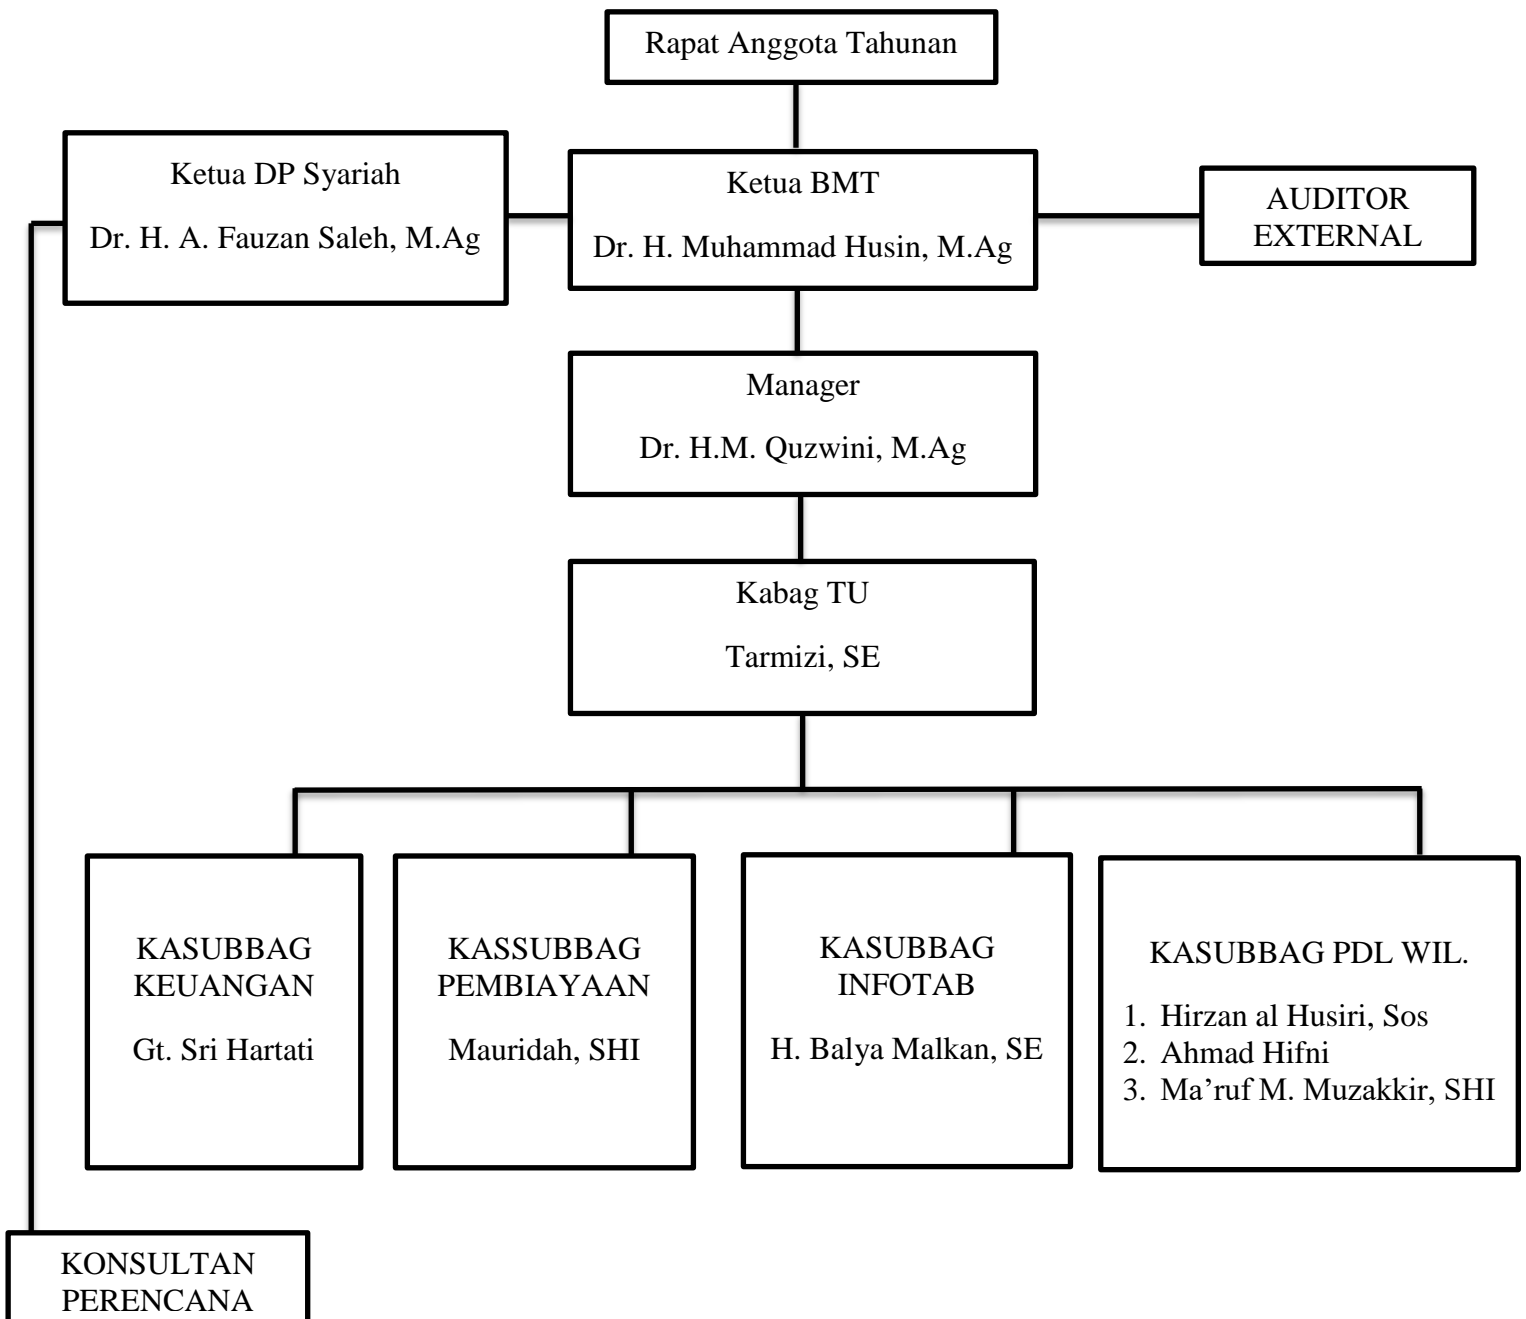 Rapat Anggota Tahunan
Ketua DP Syariah
Dr. H. A. Fauzan Saleh, M.Ag
Ketua BMT
Dr. H. Muhammad Husin, M.Ag
AUDITOR
EXTERNAL
Manager
Dr. H.M. Quzwini, M.Ag
Kabag TU
Tarmizi, SE
KASUBBAG
KEUANGAN
Gt. Sri Hartati
KASSUBBAG
PEMBIAYAAN
Mauridah, SHI
KASUBBAG
INFOTAB
H. Balya Malkan, SE
KASUBBAG PDL WIL.
1. Hirzan al Husiri, Sos
2. Ahmad Hifni
3. Ma’ruf M. Muzakkir, SHI
KONSULTAN
PERENCANA